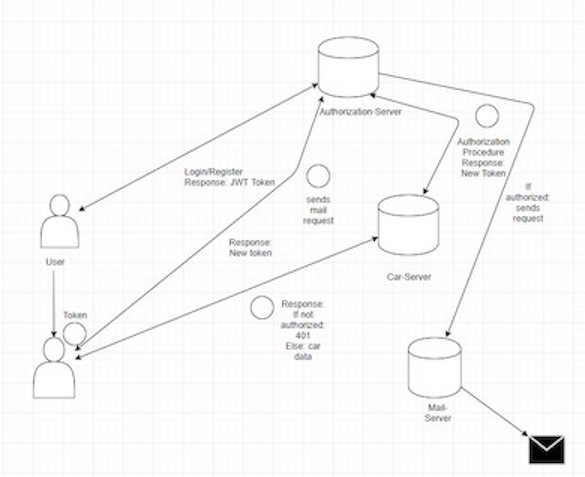 Authorization-Server
Authorization
Procedure
Response:
New Token
Login/Register
Response: JWT Token
sends
mail
request
If
authorized:
sends
request
User
Response:
New token
Car-Server
Token
Response:
If not
authorized:
401
Else: car
data
Mail-
Server